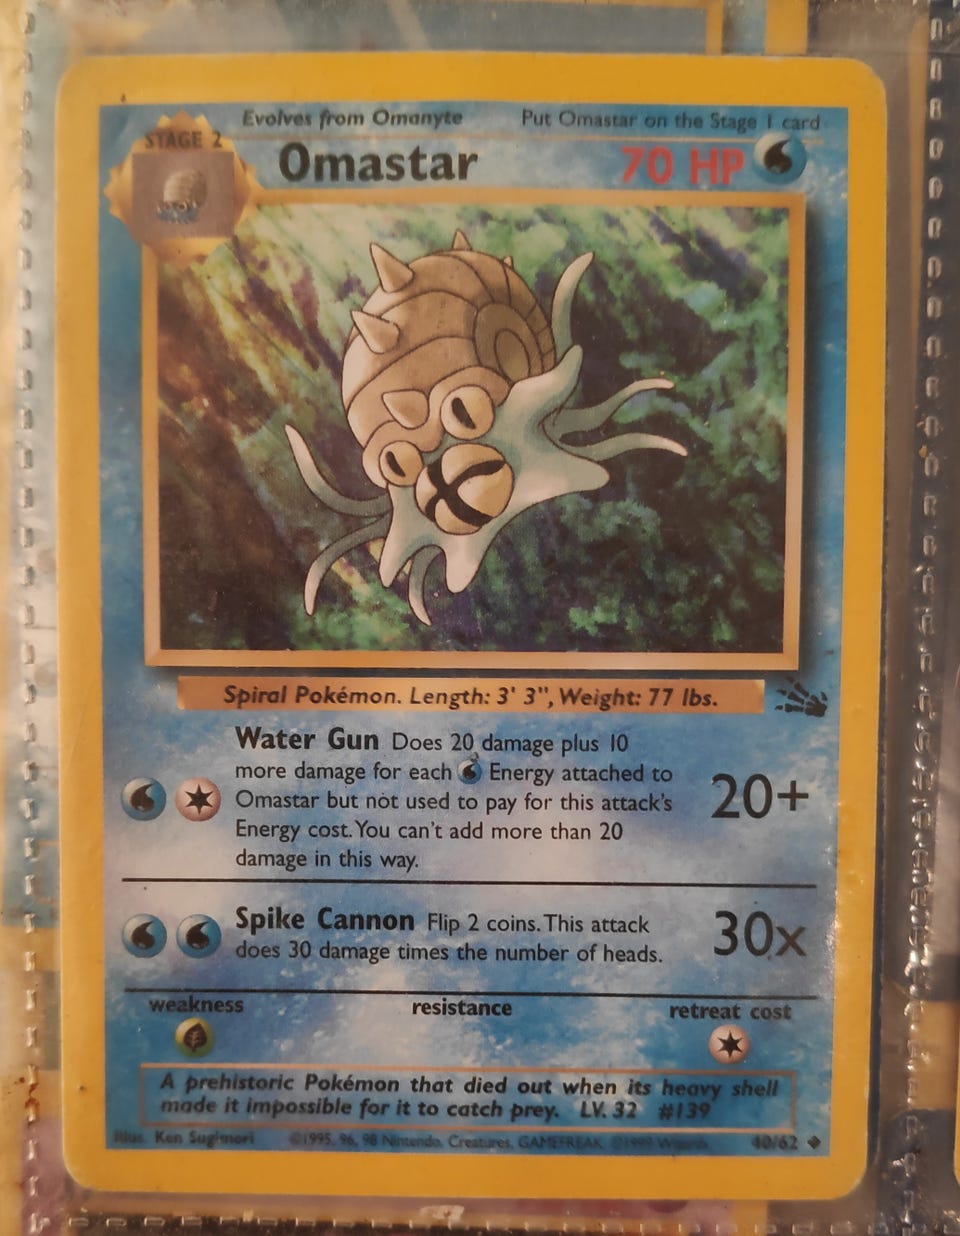 Evolves from Omanyte Put Omastar on the Stage 1 card
STAGE 2
Omastar 70 HP
Spiral Pokémon. Length: 3' 3", Weight: 77 lbs.
Water Gun Does 20 damage plus 10
more damage for each Energy attached to
Omastar but not used to pay for this attack's
Energy cost. You can't add more than 20
damage in this way.
20+
Spike Cannon Flip 2 coins. This attack
does 30 damage times the number of heads.
30x
weakness resistance retreat cost
A prehistoric Pokémon that died out when its heavy shell
made it impossible for it to catch prey. LV. 32 #139
Illus. Ken Sugimori ©1995, 96, 98 Nintendo, Creatures, GAMEFREAK. ©1999 Wizards. 40/62